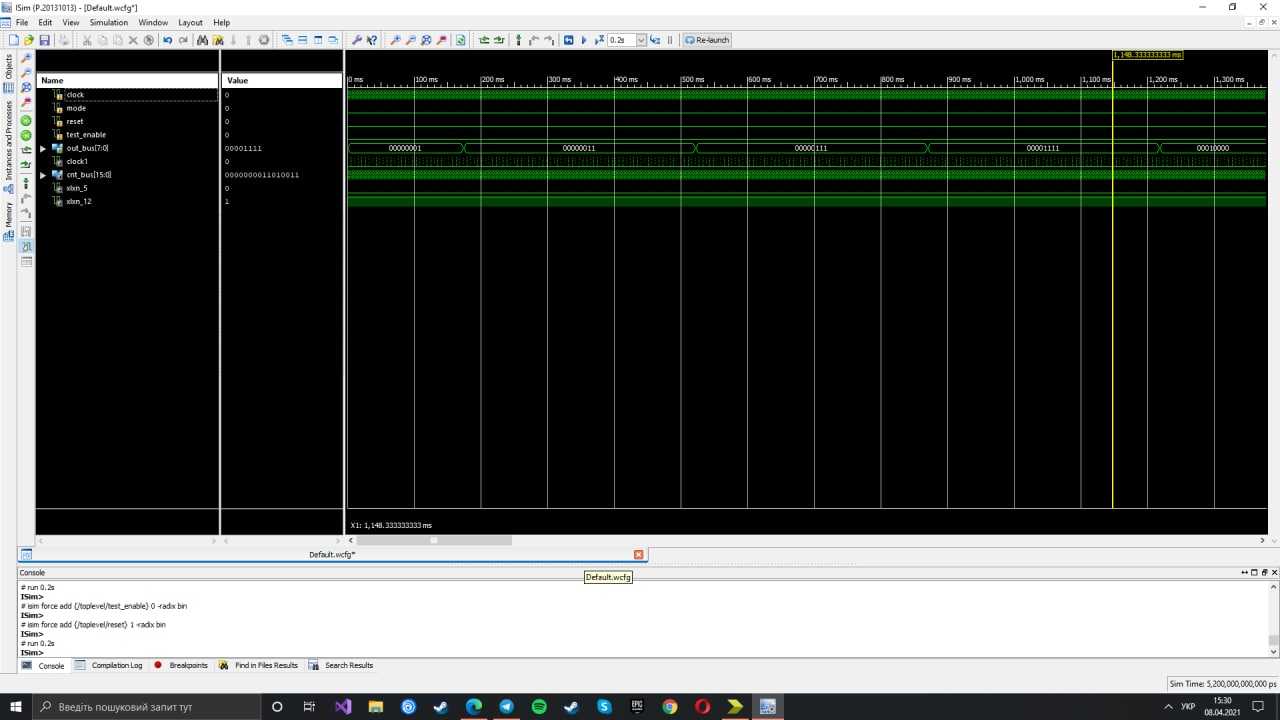 ISim (P.20131013) - [Default.wcfg*]
File Edit View Simulation Window Layout Help
0.2s Re-launch
1,148.333333333 ms
Name Value
0 ms 100 ms 200 ms 300 ms 400 ms 500 ms 600 ms 700 ms 800 ms 900 ms 1,000 ms 1,100 ms 1,200 ms 1,300 ms
clock 0
mode 0
reset 0
test_enable 0
out_bus[7:0] 00001111 00000001 00000011 00000111 00001111 00010000
clock1 0
cnt_bus[15:0] 0000000011010011
xlxn_5 0
xlxn_12 1
Objects
Instances and Processes
Memory
X1: 1,148.333333333 ms
Default.wcfg*
Default.wcfg
Console
# run 0.2s
ISim>
# isim force add {/toplevel/test_enable} 0 -radix bin
ISim>
# isim force add {/toplevel/reset} 1 -radix bin
ISim>
# run 0.2s
ISim>
Console Compilation Log Breakpoints Find in Files Results Search Results
Sim Time: 5,200,000,000,000 ps
Введіть пошуковий запит тут
EPIC
GAMES
УКР
15:30
08.04.2021